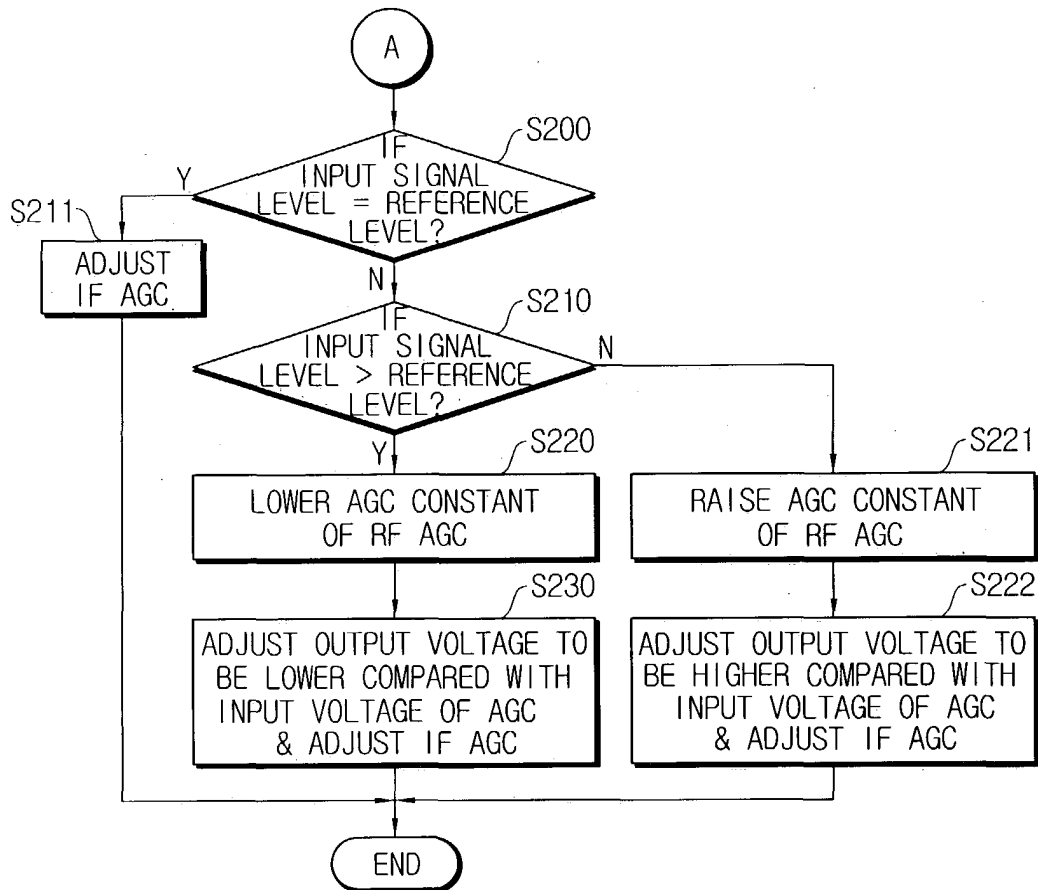 A
S200
IF
INPUT SIGNAL
LEVEL = REFERENCE
LEVEL?
Y
N
S211
ADJUST
IF AGC
S210
IF
INPUT SIGNAL
LEVEL > REFERENCE
LEVEL?
N
Y
S220
LOWER AGC CONSTANT
OF RF AGC
S221
RAISE AGC CONSTANT
OF RF AGC
S230
ADJUST OUTPUT VOLTAGE TO
BE LOWER COMPARED WITH
INPUT VOLTAGE OF AGC
& ADJUST IF AGC
S222
ADJUST OUTPUT VOLTAGE TO
BE HIGHER COMPARED WITH
INPUT VOLTAGE OF AGC
& ADJUST IF AGC
END